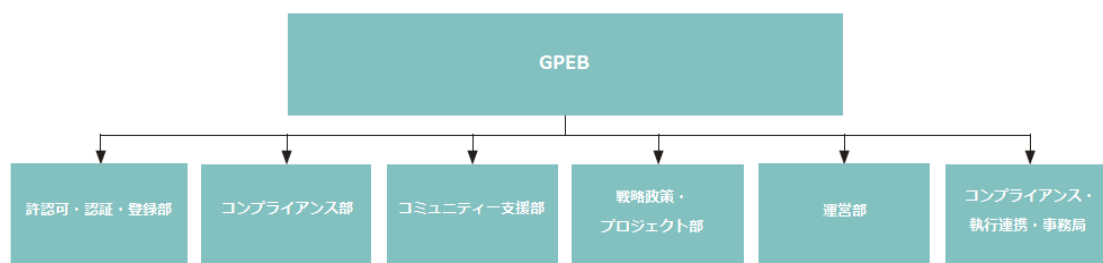 GPEB
許認可・認証・登録部
コンプライアンス部
コミュニティー支援部
戦略政策・
プロジェクト部
運営部
コンプライアンス・
執行連携・事務局